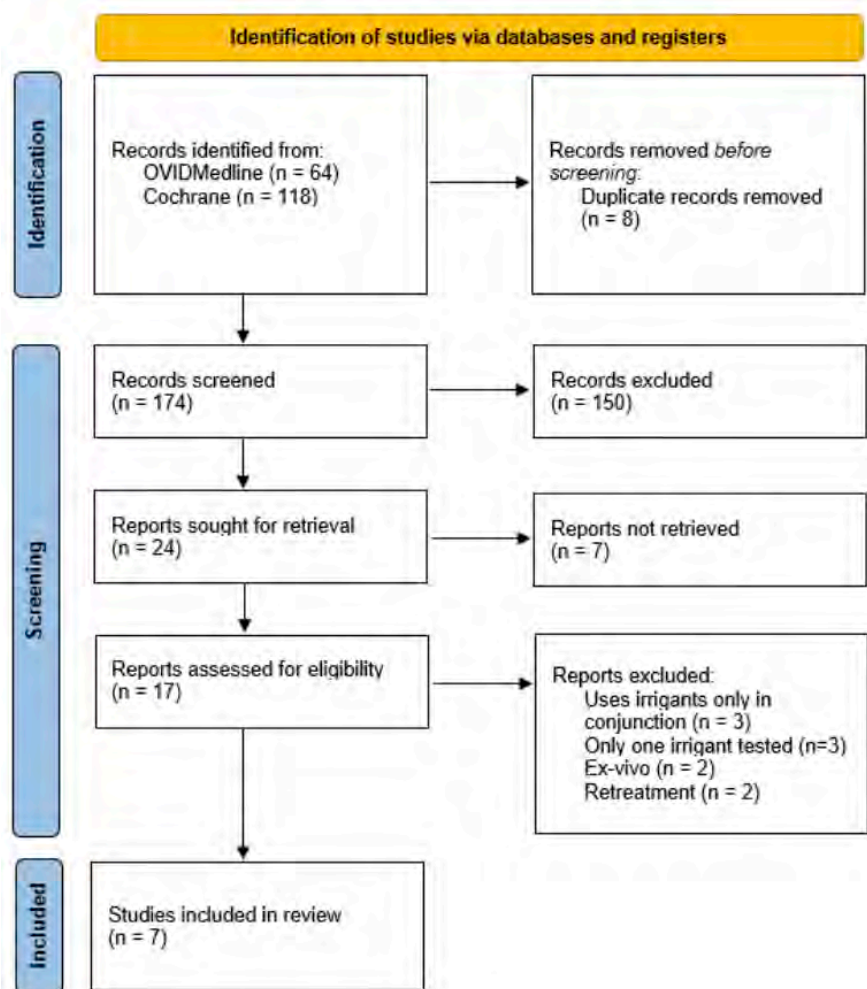 Identification of studies via databases and registers
Identification
Records identified from:
OVIDMedline (n = 64)
Cochrane (n = 118)
Records removed before
screening:
Duplicate records removed
(n = 8)
Screening
Records screened
(n = 174)
Records excluded
(n = 150)
Reports sought for retrieval
(n = 24)
Reports not retrieved
(n = 7)
Reports assessed for eligibility
(n = 17)
Reports excluded:
Uses irrigants only in
conjunction (n = 3)
Only one irrigant tested (n=3)
Ex-vivo (n = 2)
Retreatment (n = 2)
Included
Studies included in review
(n = 7)